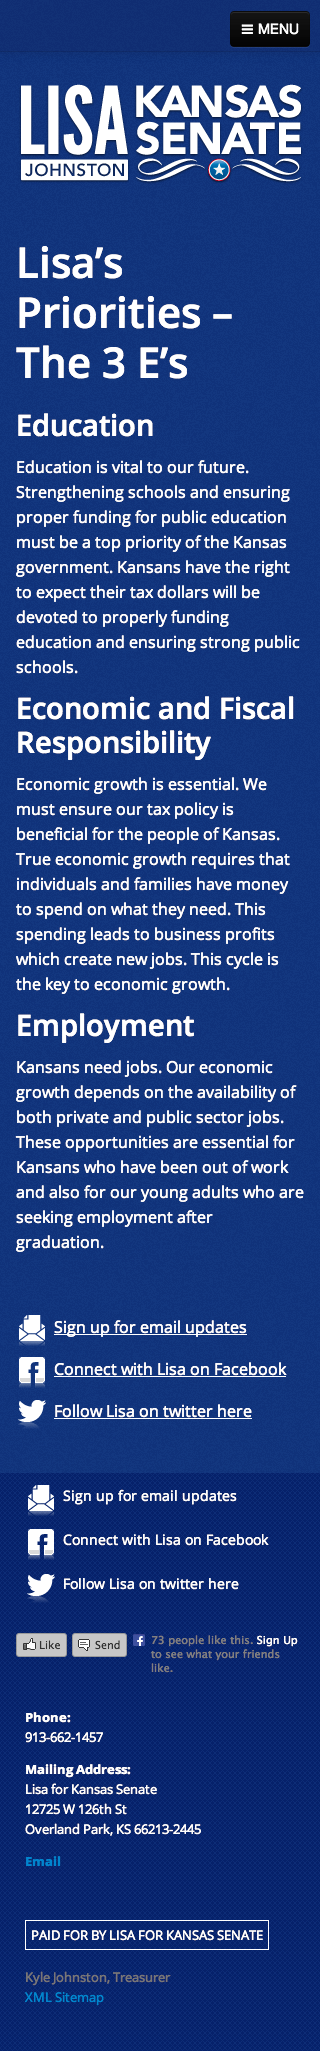 MENU
LISA KANSAS
SENATE
JOHNSTON
Lisa’s
Priorities –
The 3 E’s
Education
Education is vital to our future.
Strengthening schools and ensuring
proper funding for public education
must be a top priority of the Kansas
government. Kansans have the right
to expect their tax dollars will be
devoted to properly funding
education and ensuring strong public
schools.
Economic and Fiscal
Responsibility
Economic growth is essential. We
must ensure our tax policy is
beneficial for the people of Kansas.
True economic growth requires that
individuals and families have money
to spend on what they need. This
spending leads to business profits
which create new jobs. This cycle is
the key to economic growth.
Employment
Kansans need jobs. Our economic
growth depends on the availability of
both private and public sector jobs.
These opportunities are essential for
Kansans who have been out of work
and also for our young adults who are
seeking employment after
graduation.
Sign up for email updates
Connect with Lisa on Facebook
Follow Lisa on twitter here
Sign up for email updates
Connect with Lisa on Facebook
Follow Lisa on twitter here
Like Send 73 people like this. Sign Up
to see what your friends
like.
Phone:
913-662-1457
Mailing Address:
Lisa for Kansas Senate
12725 W 126th St
Overland Park, KS 66213-2445
Email
PAID FOR BY LISA FOR KANSAS SENATE
Kyle Johnston, Treasurer
XML Sitemap